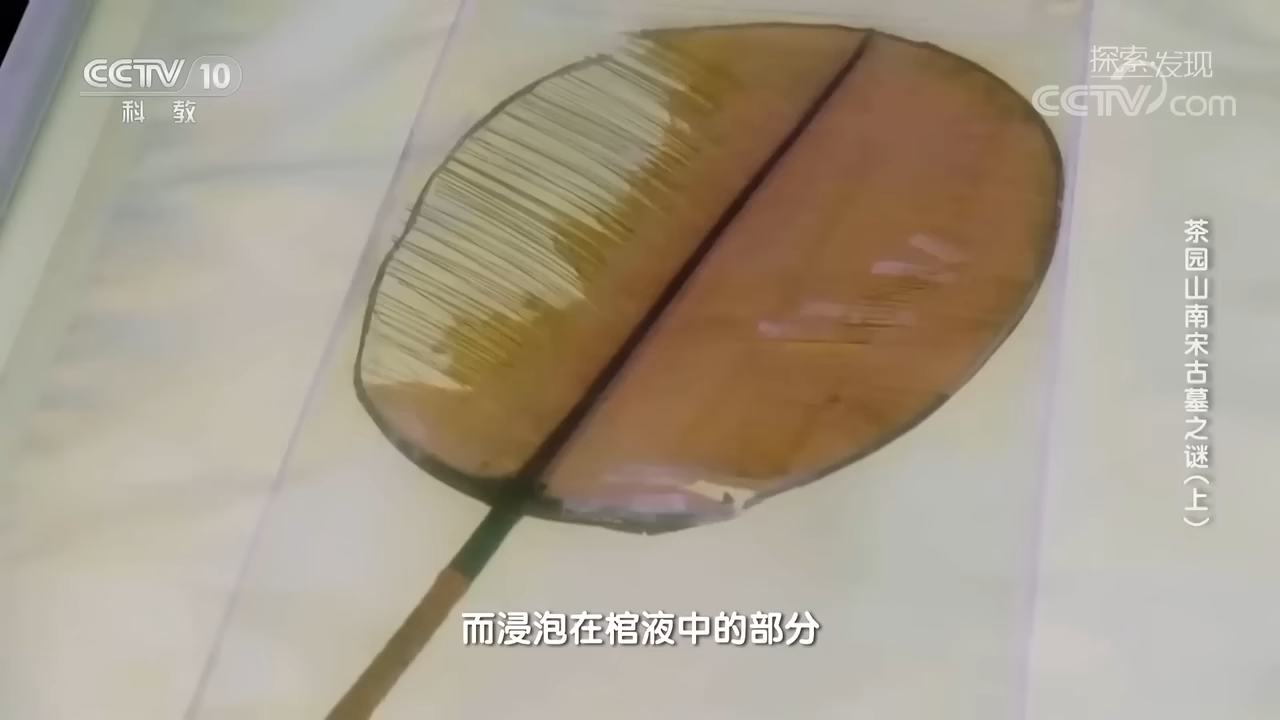 CCTV 10
科教
探索·发现
CCTV.com
茶园山南宋古墓之谜(上)
而浸泡在棺液中的部分